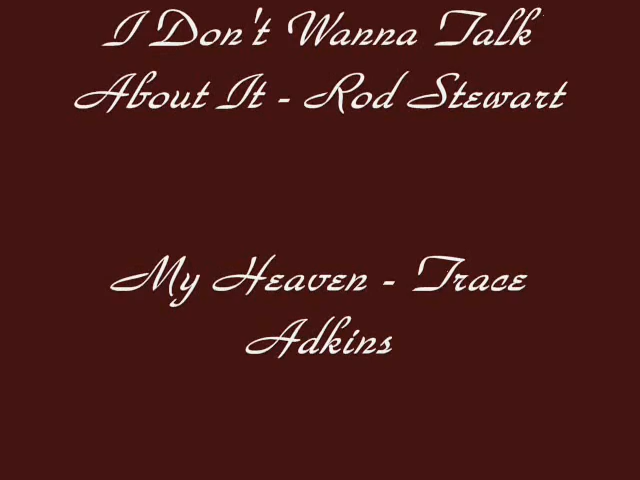 I Don't Wanna Talk
About It - Rod Stewart
My Heaven - Trace
Adkins